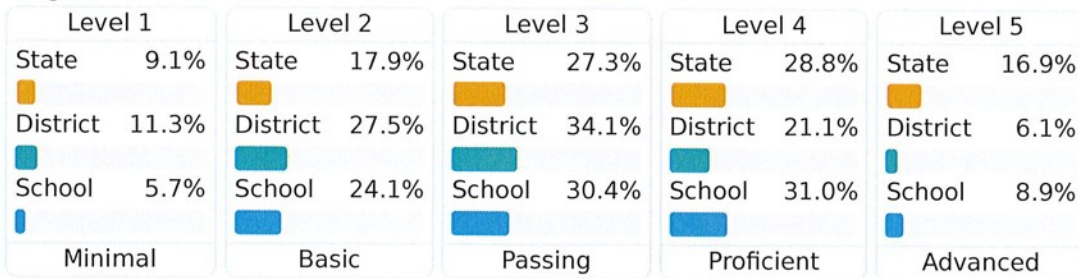 Level 1
State 9.1%
District 11.3%
School 5.7%
Minimal
Level 2
State 17.9%
District 27.5%
School 24.1%
Basic
Level 3
State 27.3%
District 34.1%
School 30.4%
Passing
Level 4
State 28.8%
District 21.1%
School 31.0%
Proficient
Level 5
State 16.9%
District 6.1%
School 8.9%
Advanced